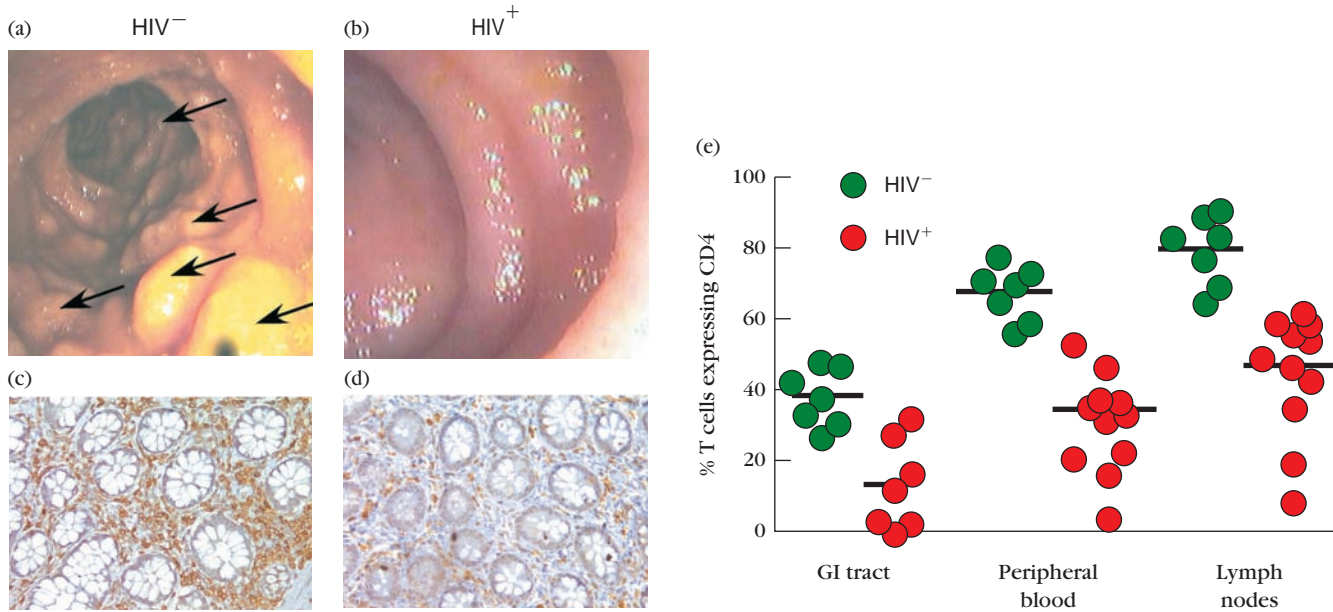 (a) HIV−
(b) HIV+
(c)
(d)
(e)
% T cells expressing CD4
100
80
60
40
20
0
HIV−
HIV+
GI tract
Peripheral
blood
Lymph
nodes